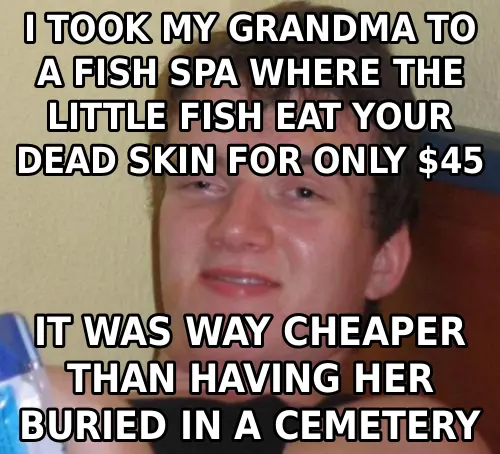 I TOOK MY GRANDMA TO
A FISH SPA WHERE THE
LITTLE FISH EAT YOUR
DEAD SKIN FOR ONLY $45
IT WAS WAY CHEAPER
THAN HAVING HER
BURIED IN A CEMETERY